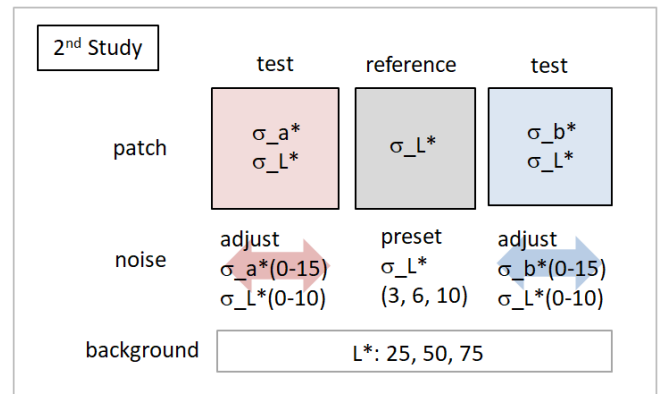 2nd Study
test reference test
patch
σ_a*
σ_L*
σ_L*
σ_b*
σ_L*
noise
adjust
σ_a*(0-15)
σ_L*(0-10)
preset
σ_L*
(3, 6, 10)
adjust
σ_b*(0-15)
σ_L*(0-10)
background
L*: 25, 50, 75